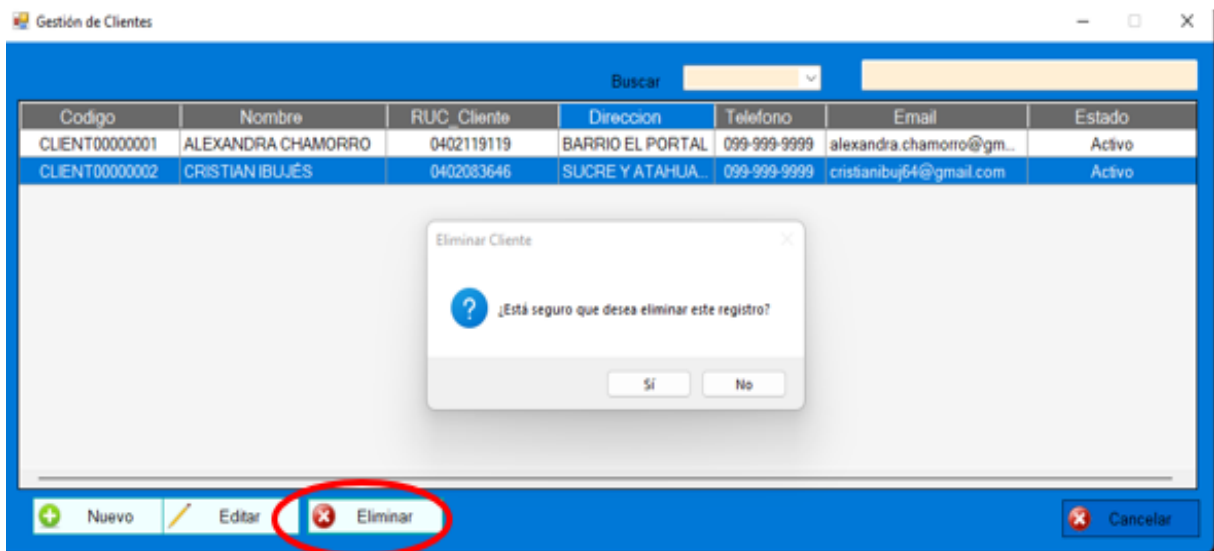 Gestión de Clientes
Buscar
Codigo Nombre RUC_Cliente Direccion Telefono Email Estado
CLIENT00000001 ALEXANDRA CHAMORRO 0402119119 BARRIO EL PORTAL 099-999-9999 alexandra.chamorro@gm... Activo
CLIENT00000002 CRISTIAN IBUJÉS 0402083646 SUCRE Y ATAHUA... 099-999-9999 cristianibuj64@gmail.com Activo
Eliminar Cliente
¿Está seguro que desea eliminar este registro?
Sí No
Nuevo Editar Eliminar Cancelar